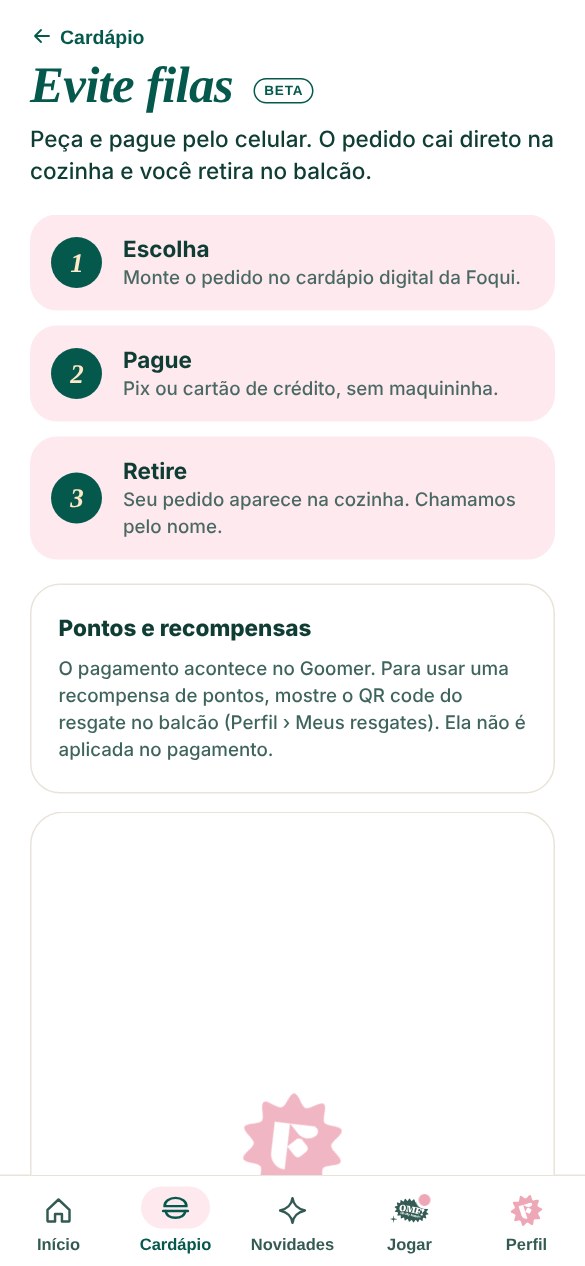 ← Cardápio
Evite filas BETA
Peça e pague pelo celular. O pedido cai direto na
cozinha e você retira no balcão.
1
Escolha
Monte o pedido no cardápio digital da Foqui.
2
Pague
Pix ou cartão de crédito, sem maquininha.
3
Retire
Seu pedido aparece na cozinha. Chamamos
pelo nome.
Pontos e recompensas
O pagamento acontece no Goomer. Para usar uma
recompensa de pontos, mostre o QR code do
resgate no balcão (Perfil › Meus resgates). Ela não é
aplicada no pagamento.
F
OMF!
F
Início Cardápio Novidades Jogar Perfil